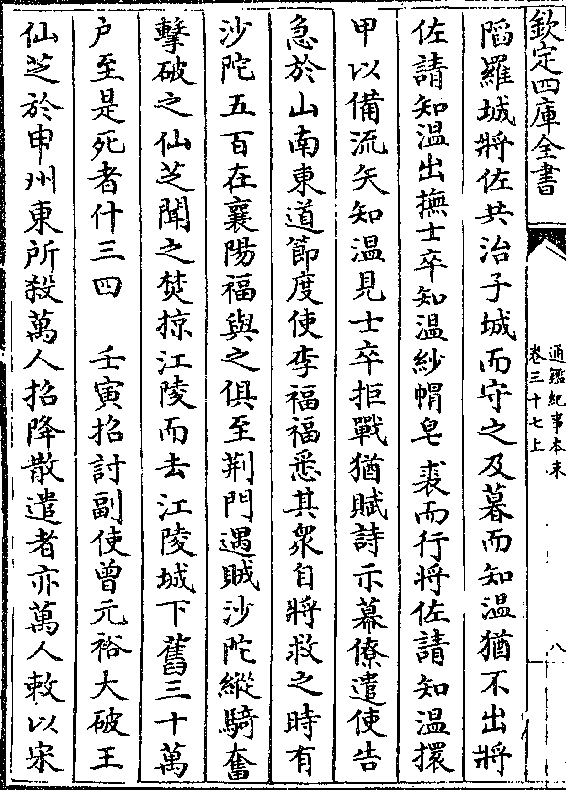 欽定四庫全書
通鑑紀事本末
卷三十七上
八
陷羅城將佐共治子城而守之及暮而知溫猶不出將
佐請知溫出撫士卒知溫紗帽皂裘而行將佐請知溫擐
甲以備流矢知溫見士卒拒戰猶賦詩示幕僚遣使告
急於山南東道節度使李福福悉其衆自將救之時有
沙陀五百在襄陽福與之俱至荆門遇賊沙陀縱騎奮
擊破之仙芝聞之焚掠江陵而去江陵城下舊三十萬
户至是死者什三四　壬寅招討副使曾元裕大破王
仙芝於申州東所殺萬人招降散遣者亦萬人敕以宋